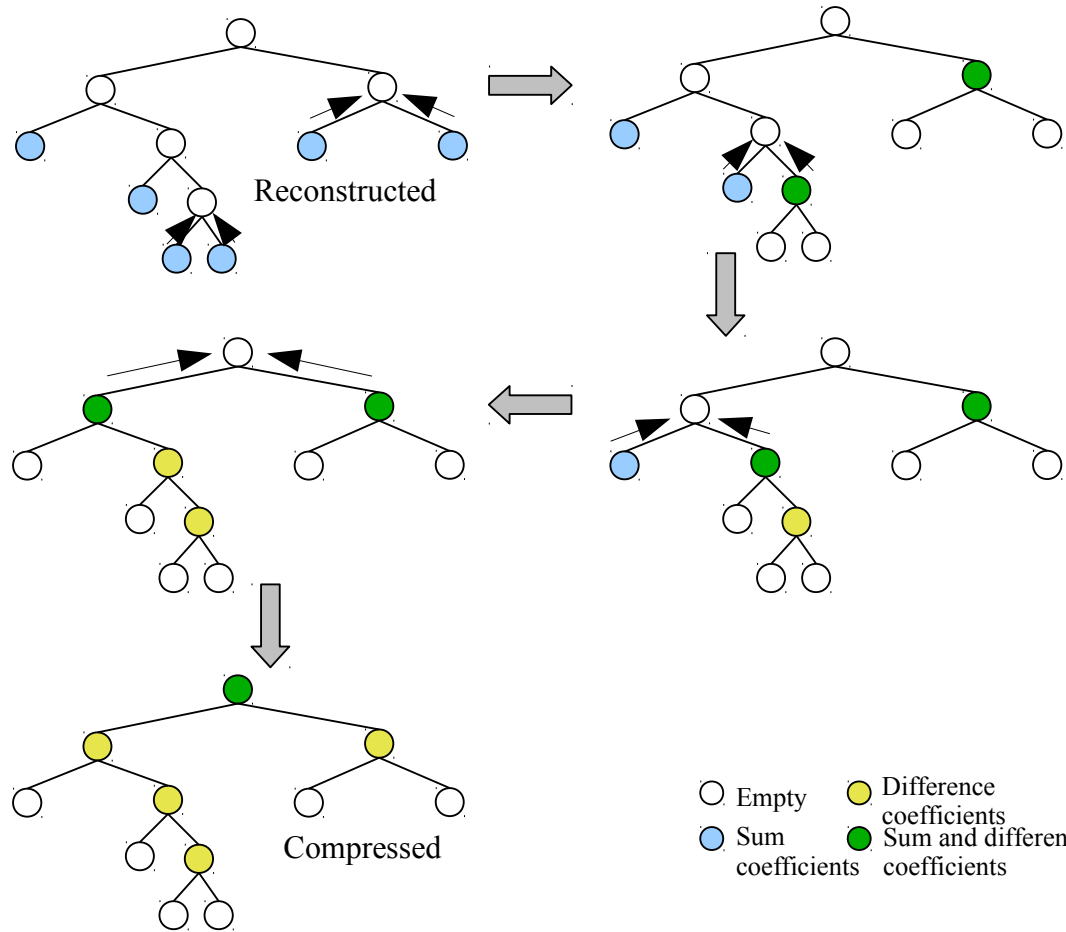 Reconstructed
Compressed
Empty
Difference
coefficients
Sum
coefficients
Sum and differen
coefficients